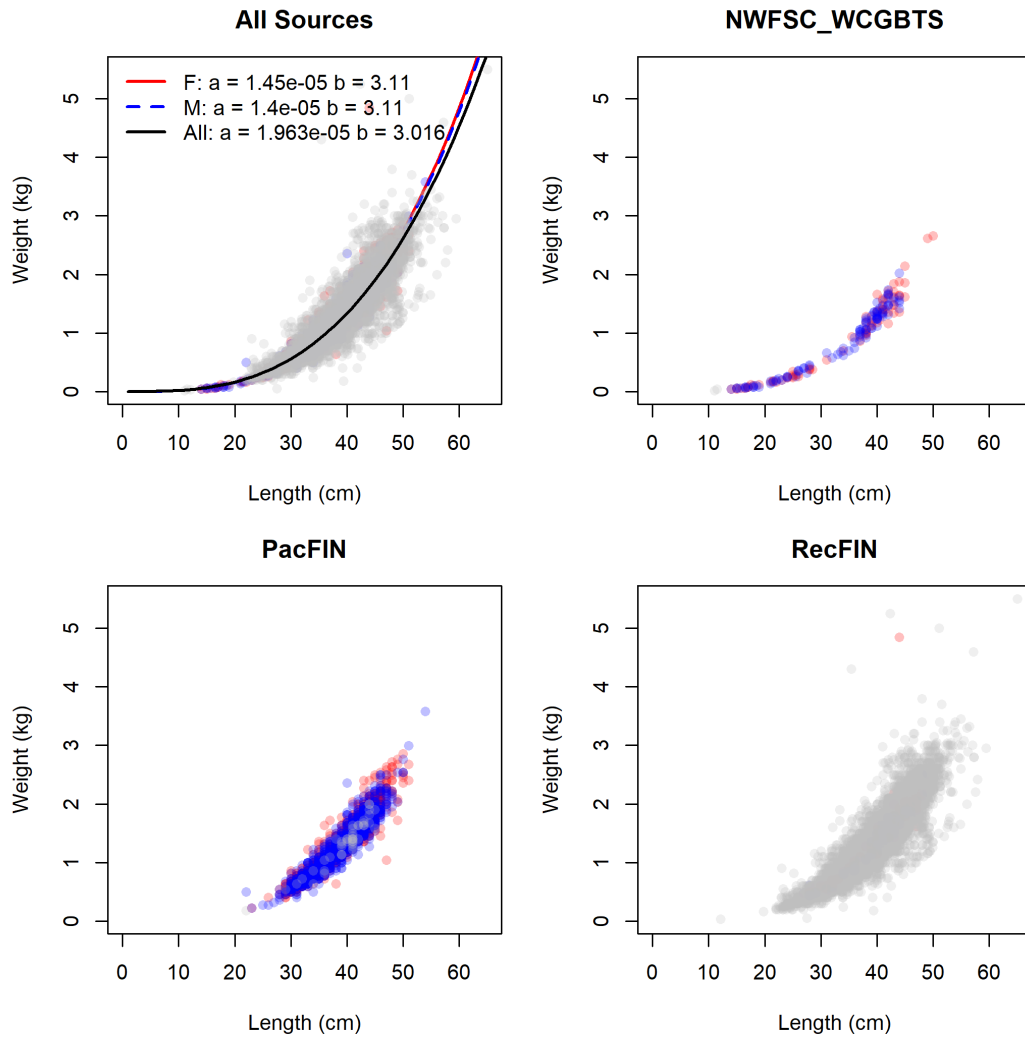 All Sources
F: a = 1.45e-05 b = 3.11
M: a = 1.4e-05 b = 3.11
All: a = 1.963e-05 b = 3.016
Weight (kg)
5
4
3
2
1
0
0 10 20 30 40 50 60
Length (cm)
NWFSC_WCGBTS
Weight (kg)
5
4
3
2
1
0
0 10 20 30 40 50 60
Length (cm)
PacFIN
Weight (kg)
5
4
3
2
1
0
0 10 20 30 40 50 60
Length (cm)
RecFIN
Weight (kg)
5
4
3
2
1
0
0 10 20 30 40 50 60
Length (cm)